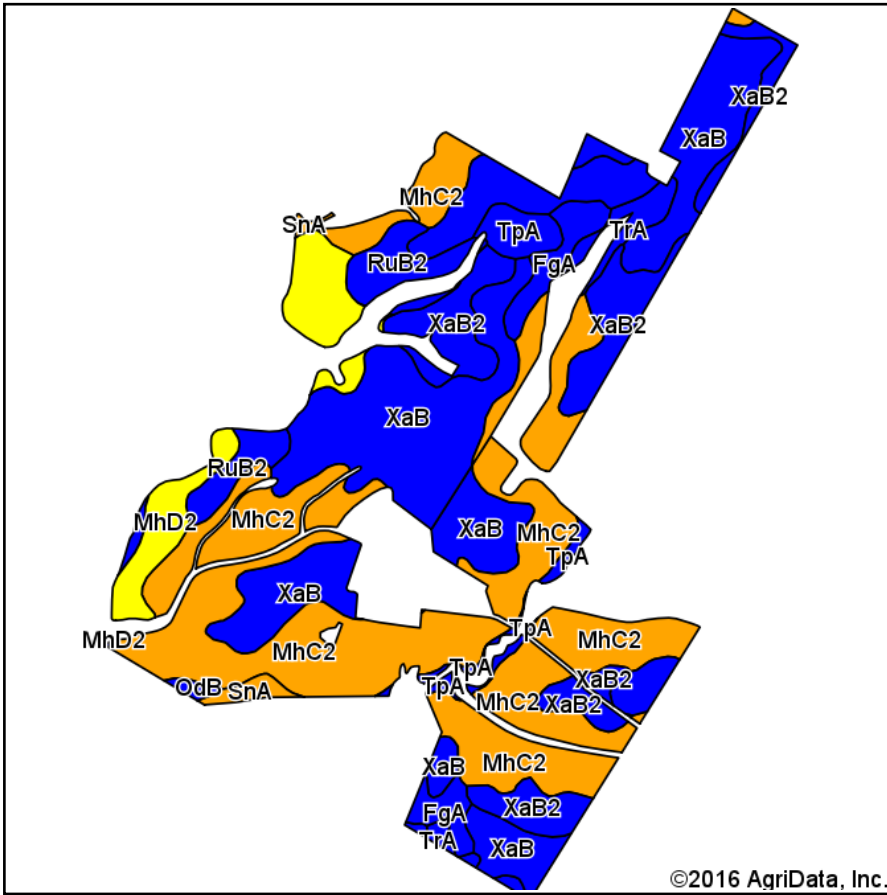 XaB2
XaB
MhC2
SnA
TpA
TrA
RuB2
FgA
XaB2
XaB2
XaB
RuB2
MhD2
MhC2
XaB
MhC2
TpA
XaB
TpA
MhD2
MhC2
MhC2
TpA
XaB2
TpA
OdB
SnA
MhC2
XaB2
XaB
MhC2
XaB2
FgA
TrA
XaB
©2016 AgriData, Inc.